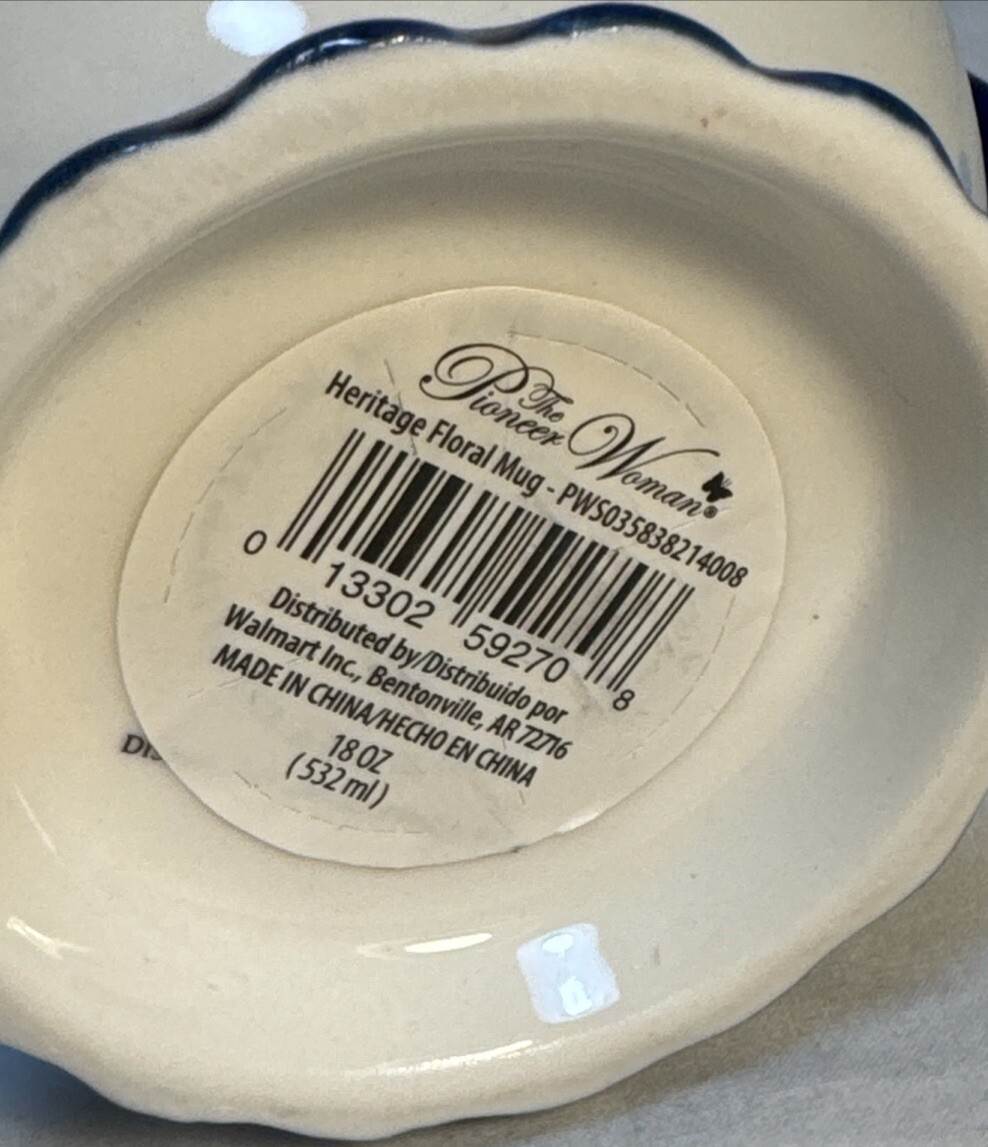 The
Pioneer Woman®
Heritage Floral Mug - PWS035838214008
0 13302 59270 8
Distributed by/Distribuido por
Walmart Inc., Bentonville, AR 72716
MADE IN CHINA/HECHO EN CHINA
18 OZ
(532 ml)